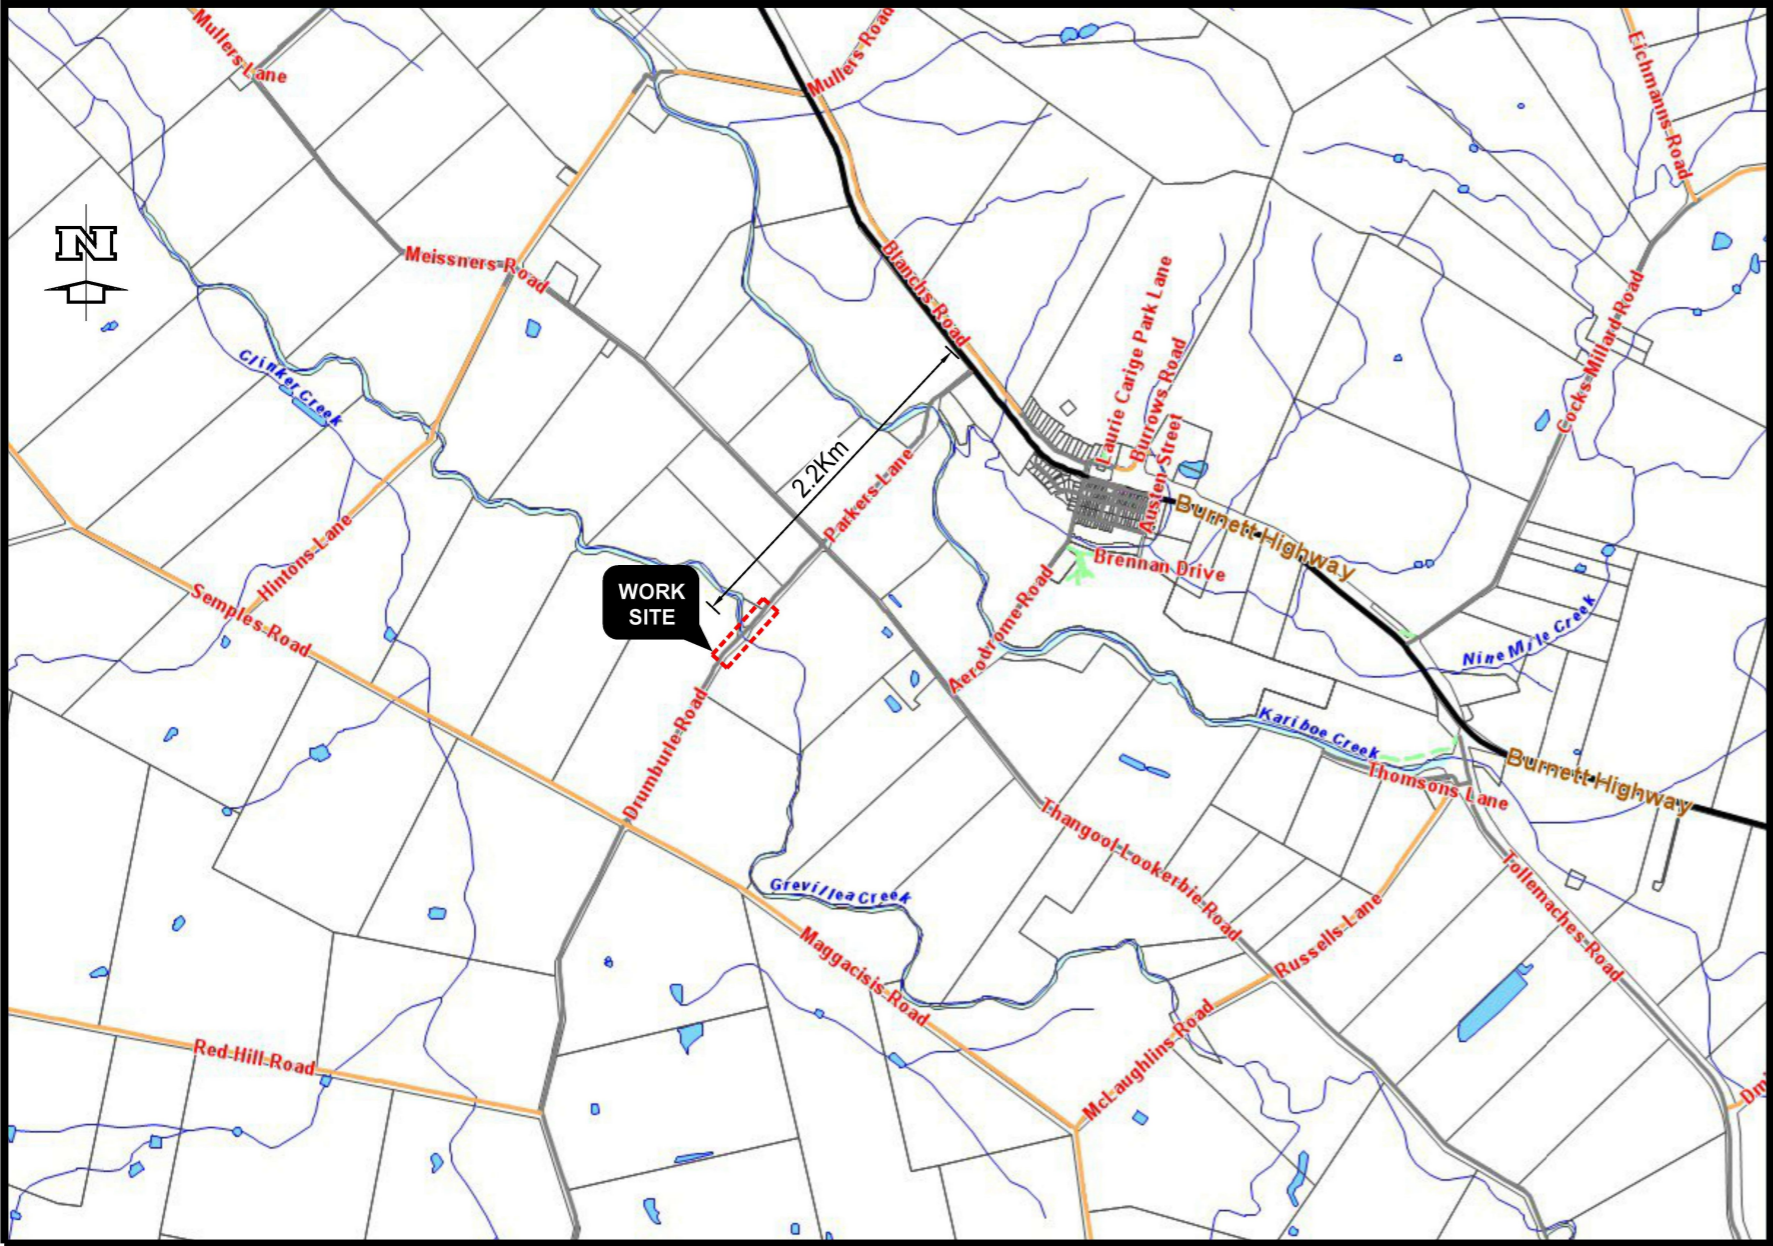 Mullers Lane
Mullers Road
Eichmanns Road
N
Meissners Road
Blanchs Road
Laurie Carige Park Lane
Burrows Road
Austen Street
Cocks Millard Road
Clinker Creek
2.2Km
Parkers Lane
Burnett Highway
Brennan Drive
Hintons Lane
Semples Road
WORK
SITE
Aerodrome Road
Nine Mile Creek
Drumburle Road
Kariboe Creek
Thomsons Lane
Burnett Highway
Thangool Lookerbie Road
Tollemaches Road
Grevillea Creek
Russells Lane
Maggacisis Road
McLaughlins Road
Red Hill Road